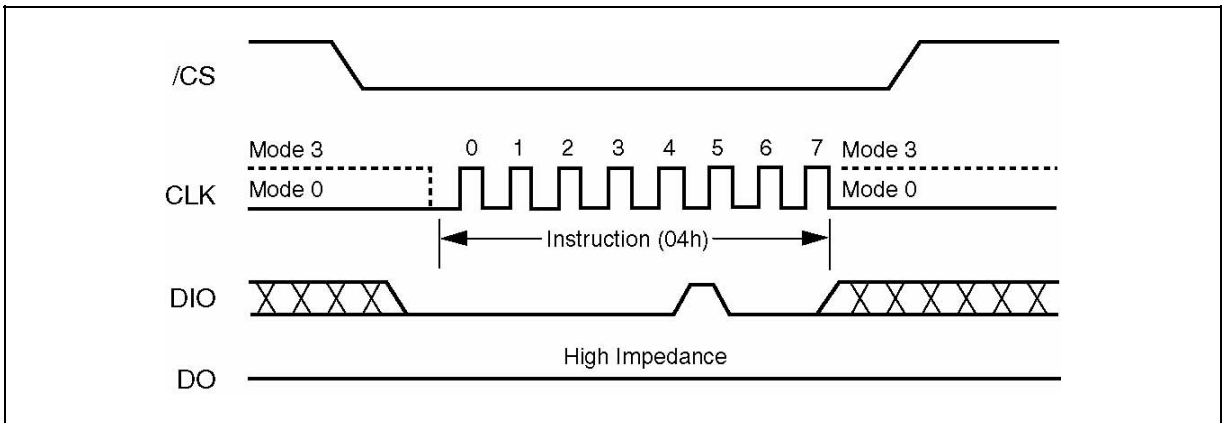 /CS
Mode 3 0 1 2 3 4 5 6 7 Mode 3
CLK Mode 0 Mode 0
Instruction (04h)
DIO
High Impedance
DO